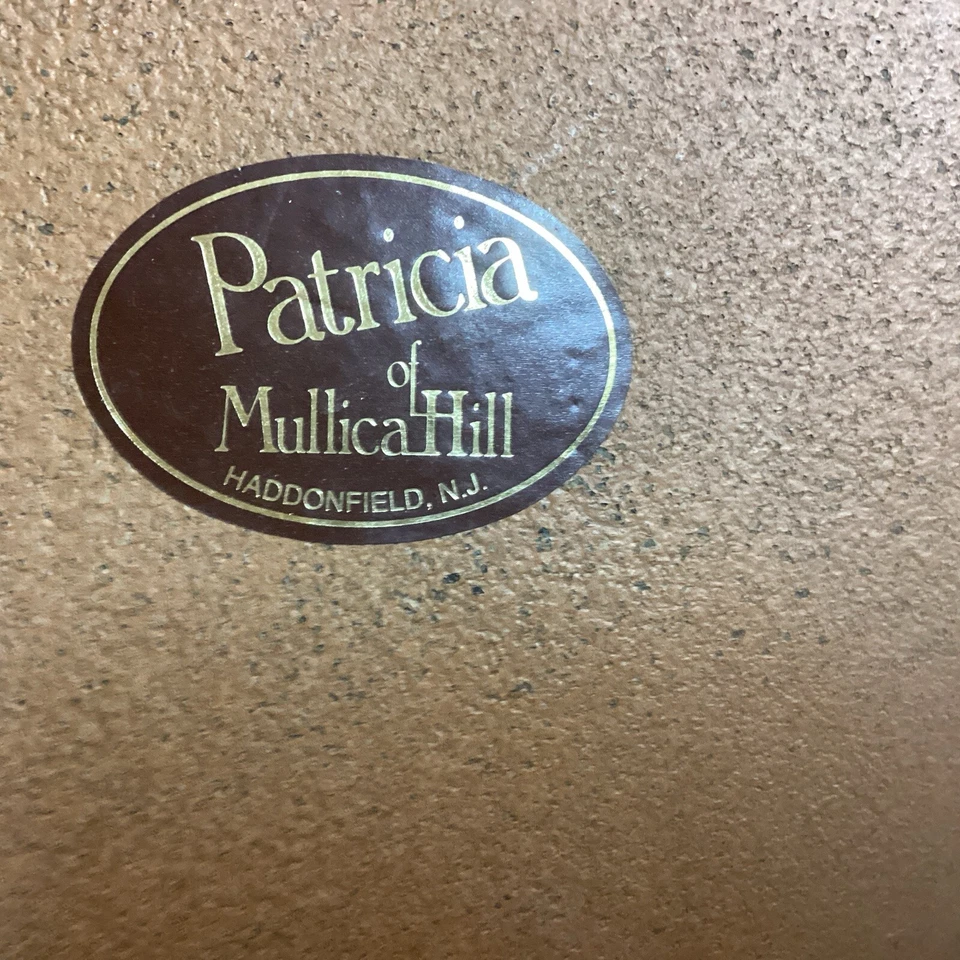 Patricia
of
Mullica Hill
HADDONFIELD, N.J.